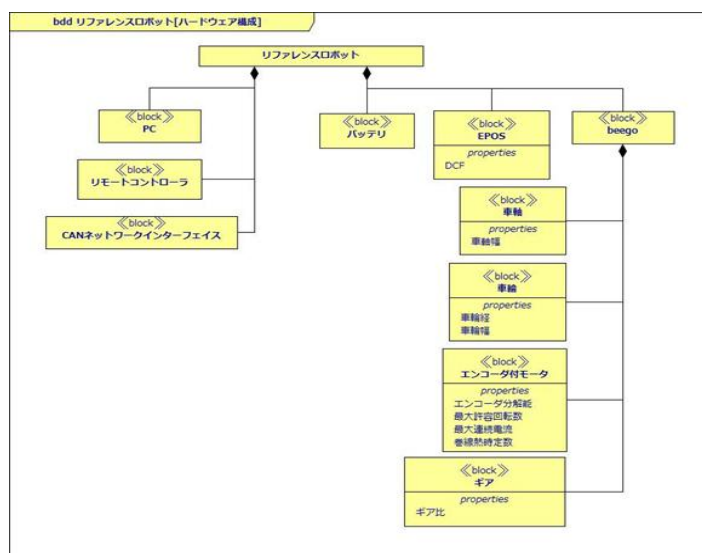 bdd リファレンスロボット[ハードウェア構成]
リファレンスロボット
≪block≫
PC
≪block≫
リモートコントローラ
≪block≫
CANネットワークインターフェイス
≪block≫
バッテリ
≪block≫
EPOS
properties
DCF
≪block≫
beego
≪block≫
車軸
properties
車軸幅
≪block≫
車輪
properties
車輪経
車輪幅
≪block≫
エンコーダ付モータ
properties
エンコーダ分解能
最大許容回転数
最大連続電流
巻線熱時定数
≪block≫
ギア
properties
ギア比